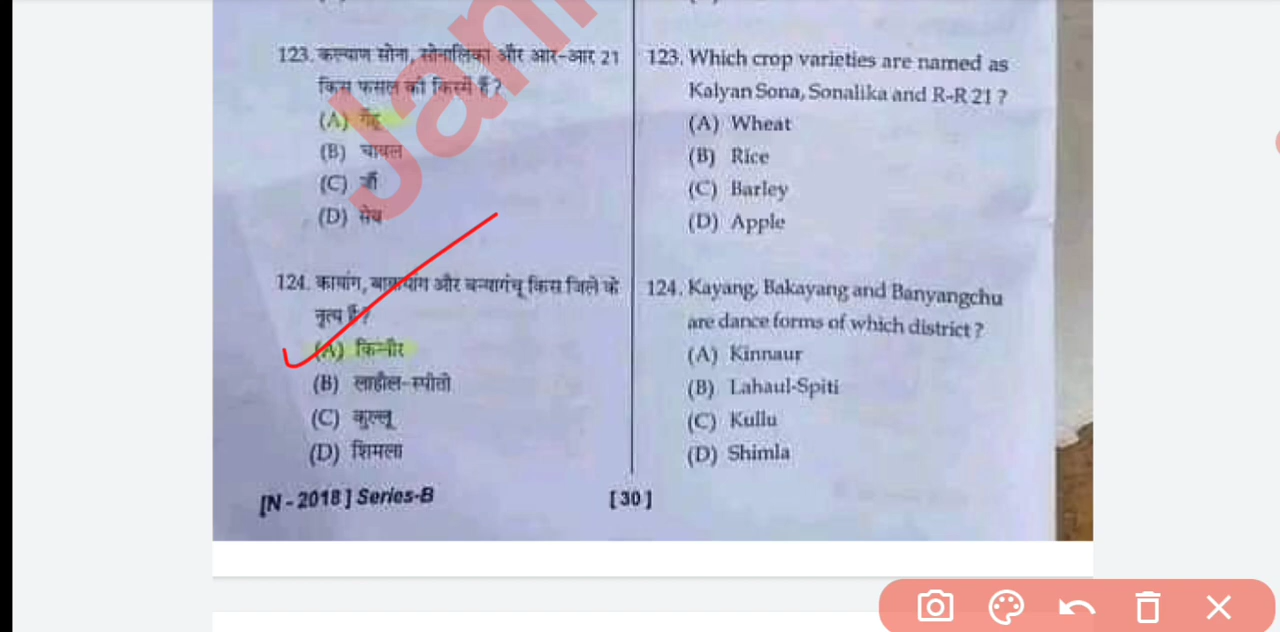 123. कल्याण सोना, सोनालिका और आर-आर 21
किस फसल की किस्में हैं?
(A) गेंहू
(B) चावल
(C) जौं
(D) सेब
124. कायांग, बाकायांग और बन्यागंचू किस जिले के
नृत्य हैं?
(A) किन्नौर
(B) लाहौल-स्पीती
(C) कुल्लू
(D) शिमला
[N - 2018 ] Series-B
123. Which crop varieties are named as
Kalyan Sona, Sonalika and R-R 21 ?
(A) Wheat
(B) Rice
(C) Barley
(D) Apple
124. Kayang, Bakayang and Banyangchu
are dance forms of which district ?
(A) Kinnaur
(B) Lahaul-Spiti
(C) Kullu
(D) Shimla
[ 30 ]